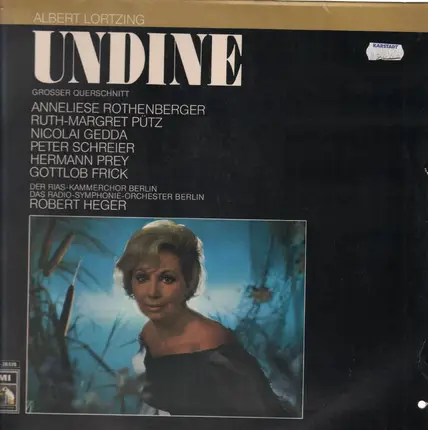 ALBERT LORTZING
KARSTADT
UNDINE
GROSSER QUERSCHNITT
ANNELIESE ROTHENBERGER
RUTH-MARGRET PÜTZ
NICOLAI GEDDA
PETER SCHREIER
HERMANN PREY
GOTTLOB FRICK
DER RIAS-KAMMERCHOR BERLIN
DAS RADIO-SYMPHONIE-ORCHESTER BERLIN
ROBERT HEGER